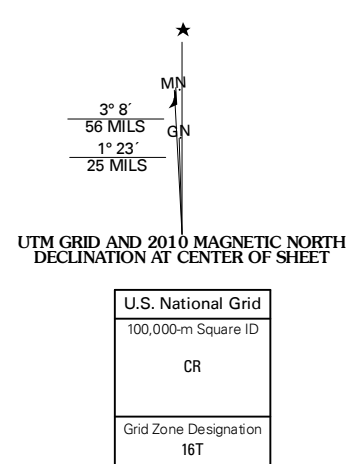 MN
3° 8´
56 MILS
GN
1° 23´
25 MILS
UTM GRID AND 2010 MAGNETIC NORTH
DECLINATION AT CENTER OF SHEET
U.S. National Grid
100,000-m Square ID
CR
Grid Zone Designation
16T